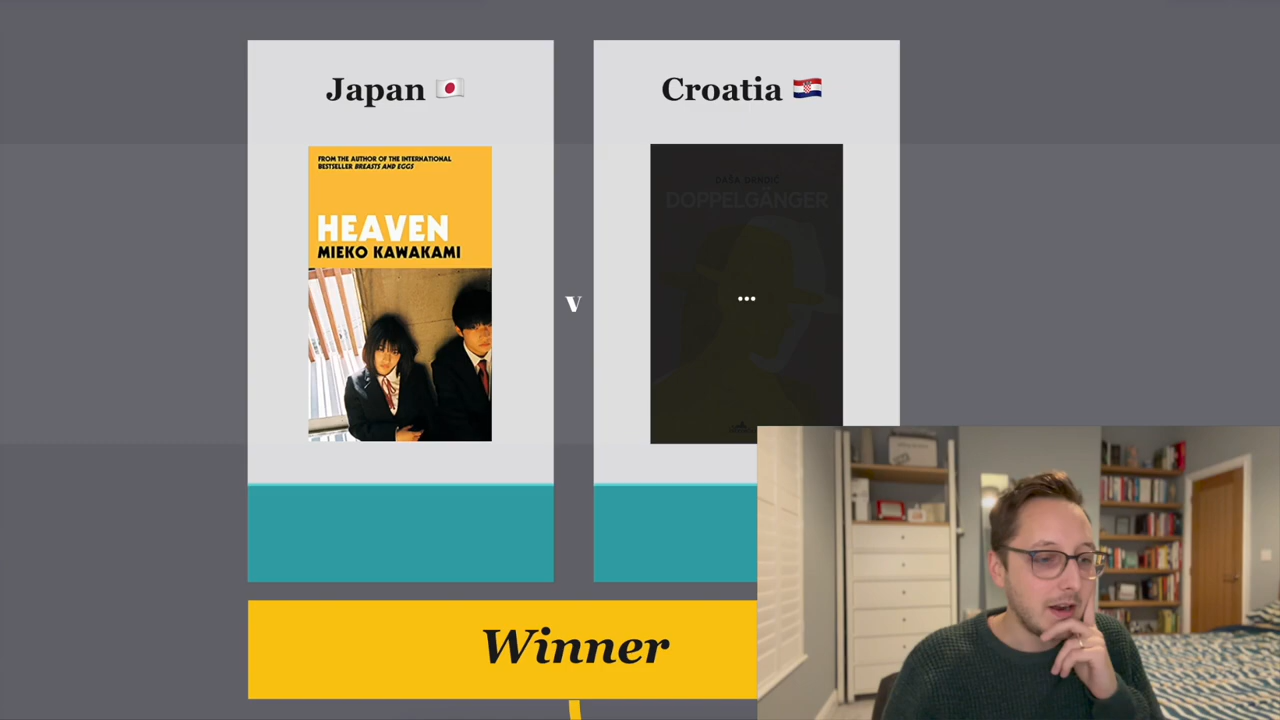 Japan 🇯🇵
Croatia 🇭🇷
FROM THE AUTHOR OF THE INTERNATIONAL
BESTSELLER BREASTS AND EGGS
HEAVEN
MIEKO KAWAKAMI
v
DAŠA DRNDIĆ
DOPPELGÄNGER
...
Winner